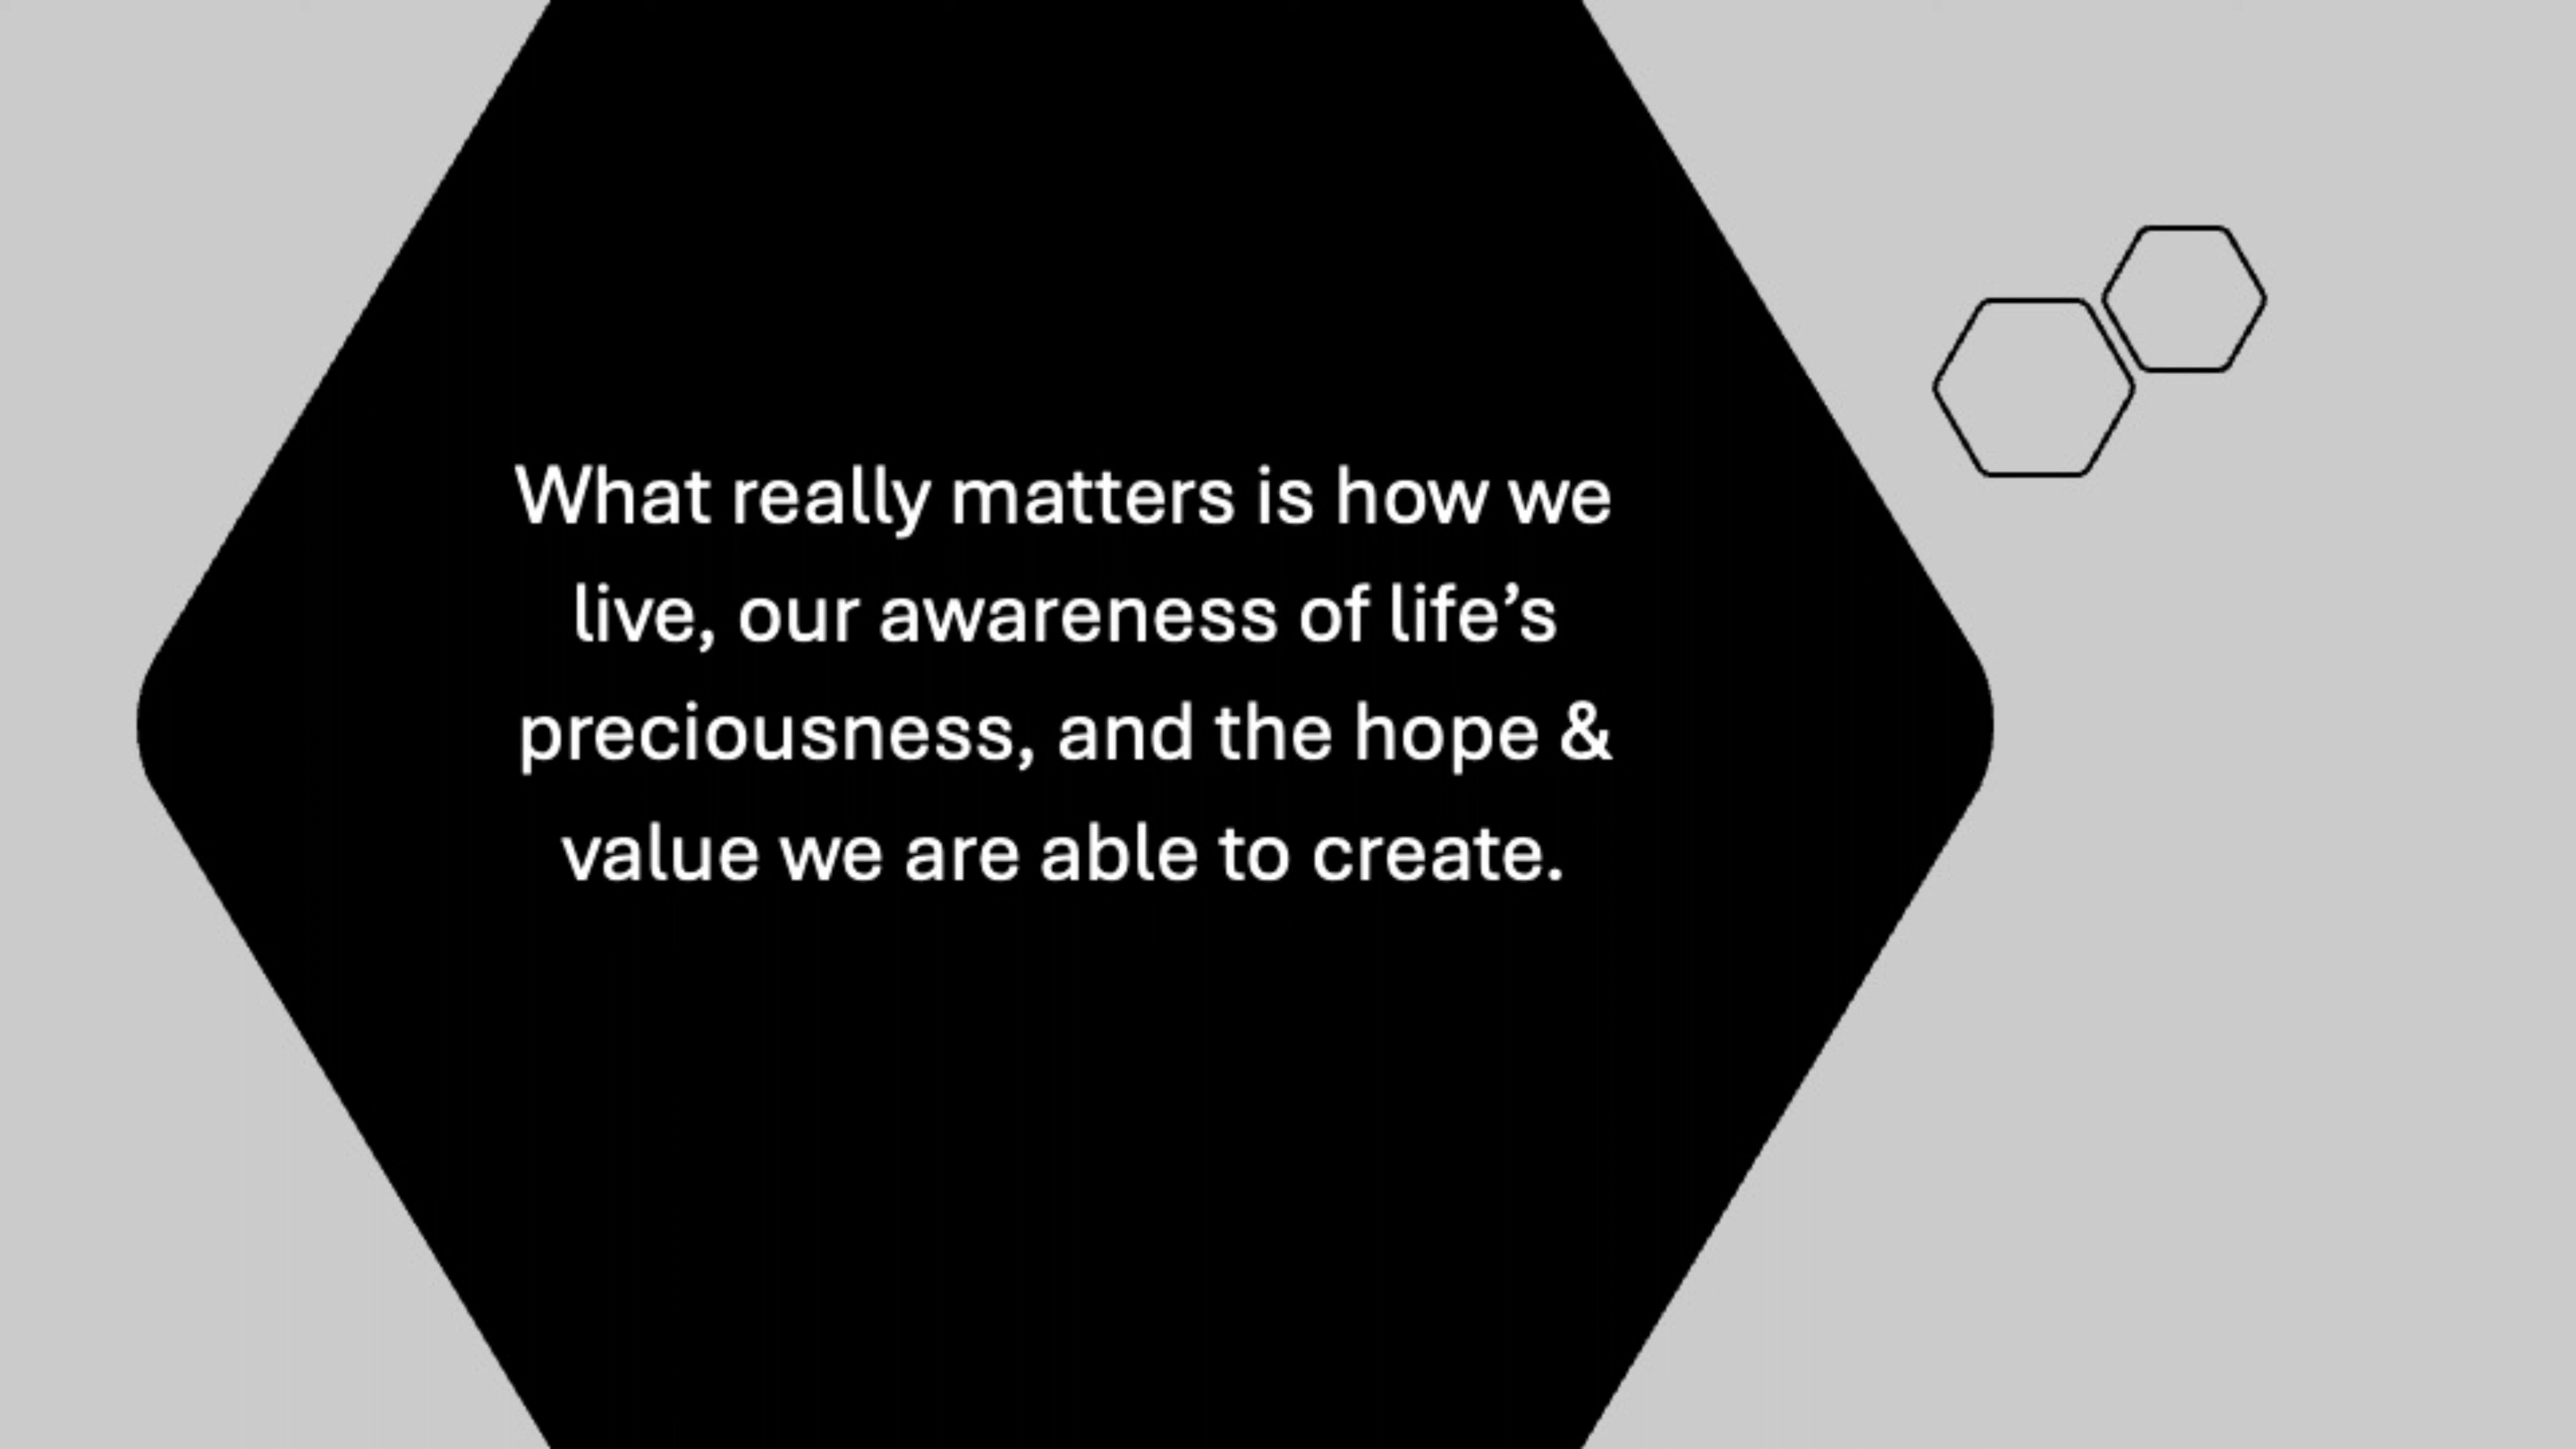 What really matters is how we
live, our awareness of life’s
preciousness, and the hope &
value we are able to create.